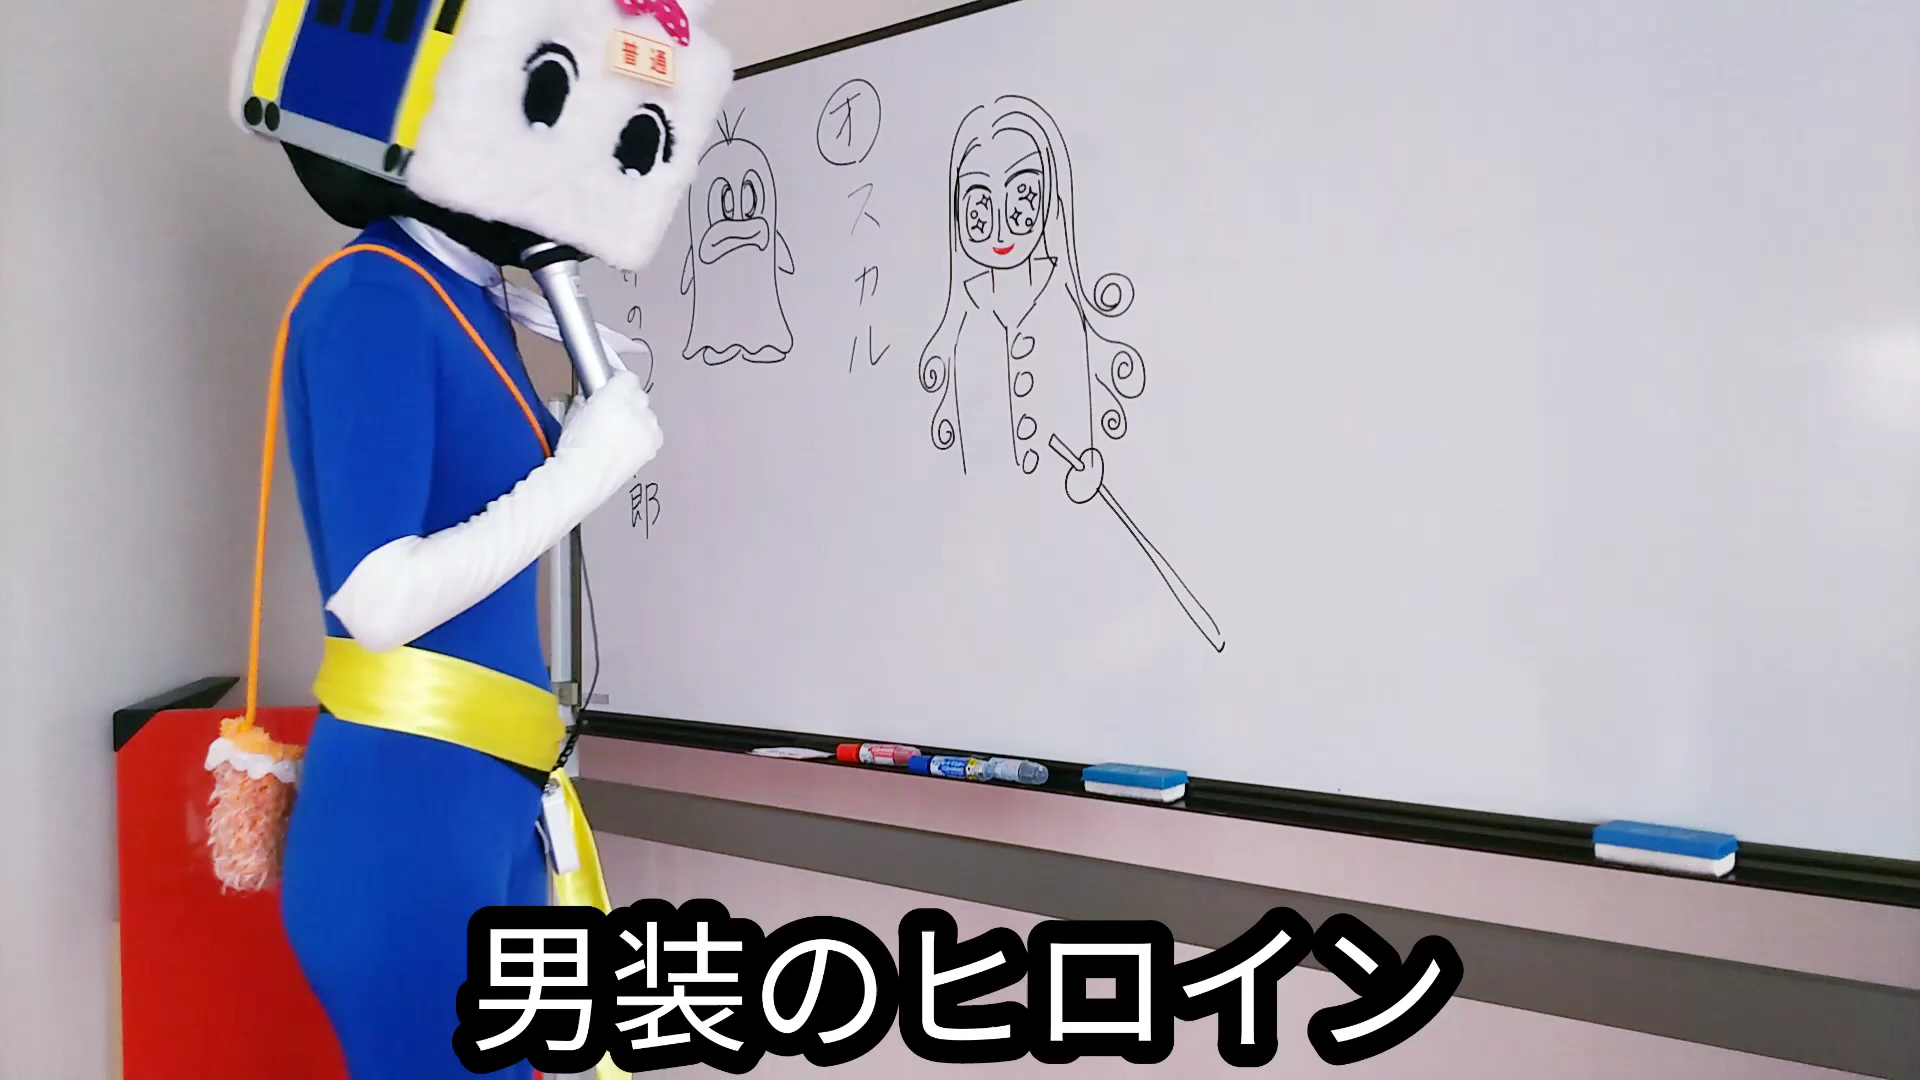 普通
オスカル
郎
男装のヒロイン